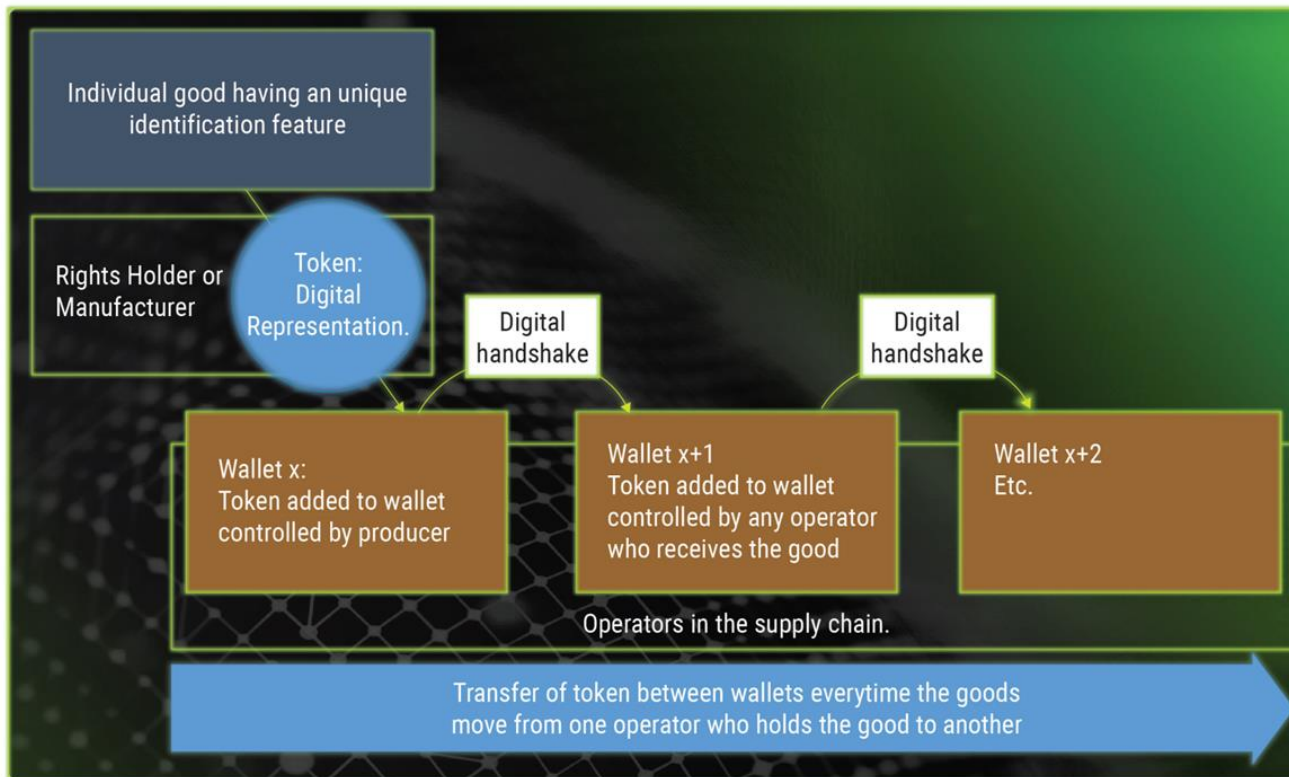 Individual good having an unique
identification feature
Rights Holder or
Manufacturer
Token:
Digital
Representation.
Digital
handshake
Digital
handshake
Wallet x:
Token added to wallet
controlled by producer
Wallet x+1
Token added to wallet
controlled by any operator
who receives the good
Wallet x+2
Etc.
Operators in the supply chain.
Transfer of token between wallets everytime the goods
move from one operator who holds the good to another